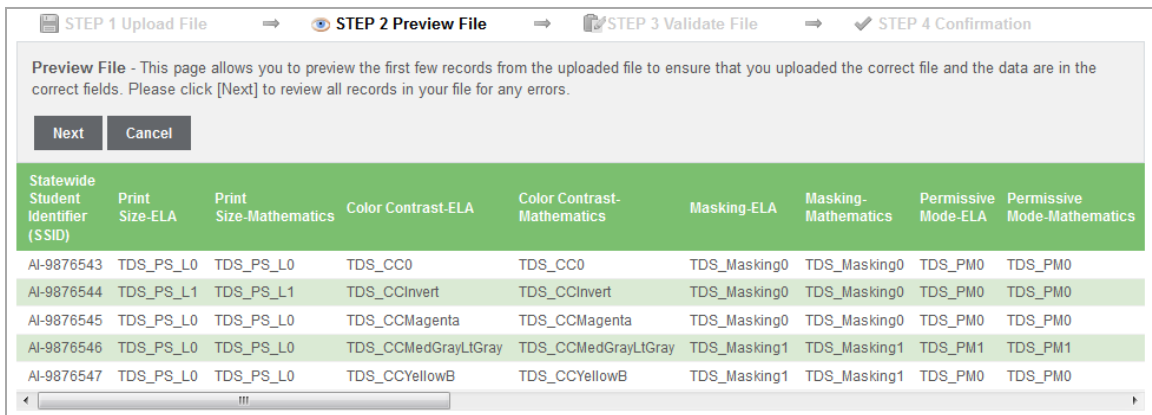 STEP 1 Upload File STEP 2 Preview File STEP 3 Validate File STEP 4 Confirmation
Preview File - This page allows you to preview the first few records from the uploaded file to ensure that you uploaded the correct file and the data are in the
correct fields. Please click [Next] to review all records in your file for any errors.
Next Cancel
Statewide Student Identifier (SSID) Print Size-ELA Print Size-Mathematics Color Contrast-ELA Color Contrast-Mathematics Masking-ELA Masking-Mathematics Permissive Mode-ELA Permissive Mode-Mathematics
AI-9876543 TDS_PS_L0 TDS_PS_L0 TDS_CC0 TDS_CC0 TDS_Masking0 TDS_Masking0 TDS_PM0 TDS_PM0
AI-9876544 TDS_PS_L1 TDS_PS_L1 TDS_CCInvert TDS_CCInvert TDS_Masking0 TDS_Masking0 TDS_PM0 TDS_PM0
AI-9876545 TDS_PS_L0 TDS_PS_L0 TDS_CCMagenta TDS_CCMagenta TDS_Masking0 TDS_Masking0 TDS_PM0 TDS_PM0
AI-9876546 TDS_PS_L0 TDS_PS_L0 TDS_CCMedGrayLtGray TDS_CCMedGrayLtGray TDS_Masking1 TDS_Masking1 TDS_PM1 TDS_PM1
AI-9876547 TDS_PS_L0 TDS_PS_L0 TDS_CCYellowB TDS_CCYellowB TDS_Masking1 TDS_Masking1 TDS_PM0 TDS_PM0